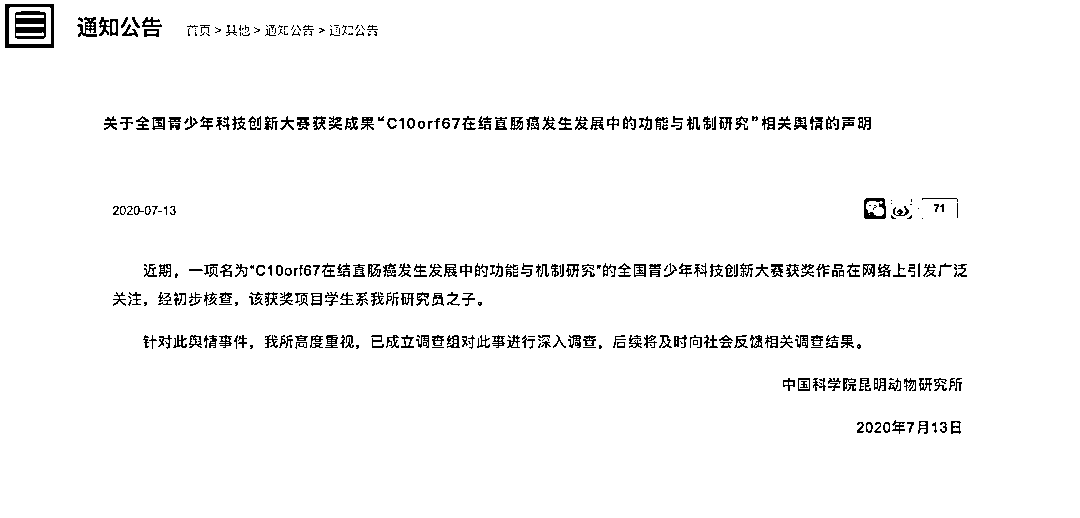 通知公告 首页 > 其他 > 通知公告 > 通知公告
关于全国青少年科技创新大赛获奖成果“C10orf67在结直肠癌发生发展中的功能与机制研究”相关舆情的声明
2020-07-13 71
近期，一项名为“C10orf67在结直肠癌发生发展中的功能与机制研究”的全国青少年科技创新大赛获奖作品在网络上引发广泛
关注，经初步核查，该获奖项目学生系我所研究员之子。
针对此舆情事件，我所高度重视，已成立调查组对此事进行深入调查，后续将及时向社会反馈相关调查结果。
中国科学院昆明动物研究所
2020年7月13日